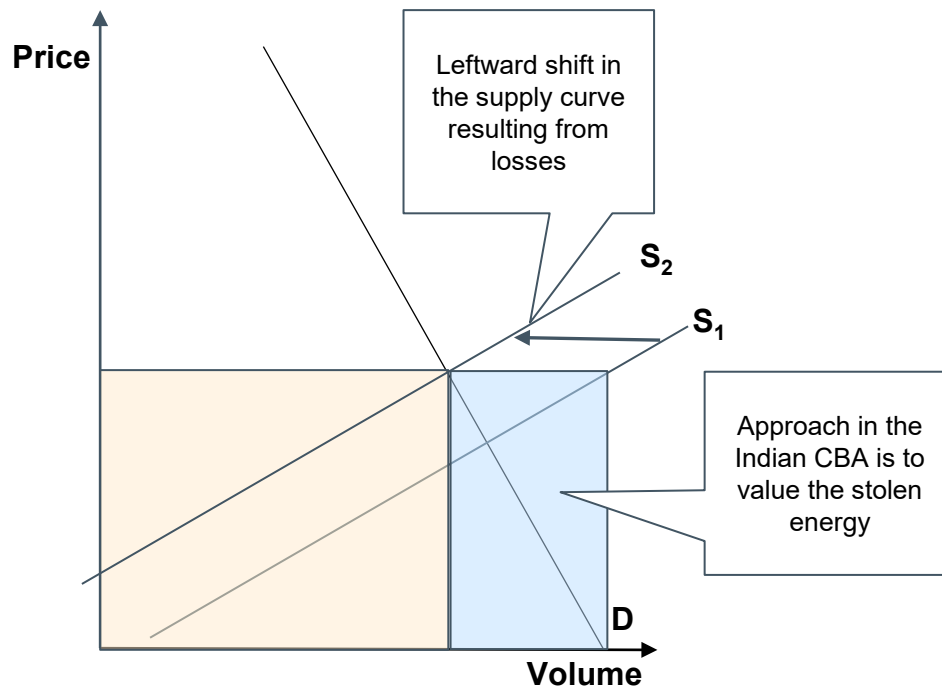 Price
Leftward shift in
the supply curve
resulting from
losses
S₂
S₁
Approach in the
Indian CBA is to
value the stolen
energy
D
Volume